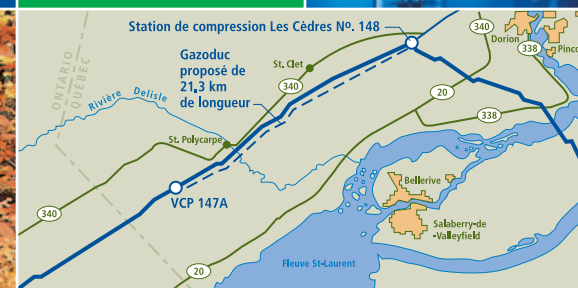 Station de compression Les Cèdres Nº. 148
340
Dorion
338
Pinco
Gazoduc
proposé de
21,3 km
de longueur
St. Clet
340
20
338
ONTARIO
QUÉBEC
Rivière Delisle
St. Polycarpe
Bellerive
VCP 147A
340
Salaberry-de
-Valleyfield
20
Fleuve St-Laurent